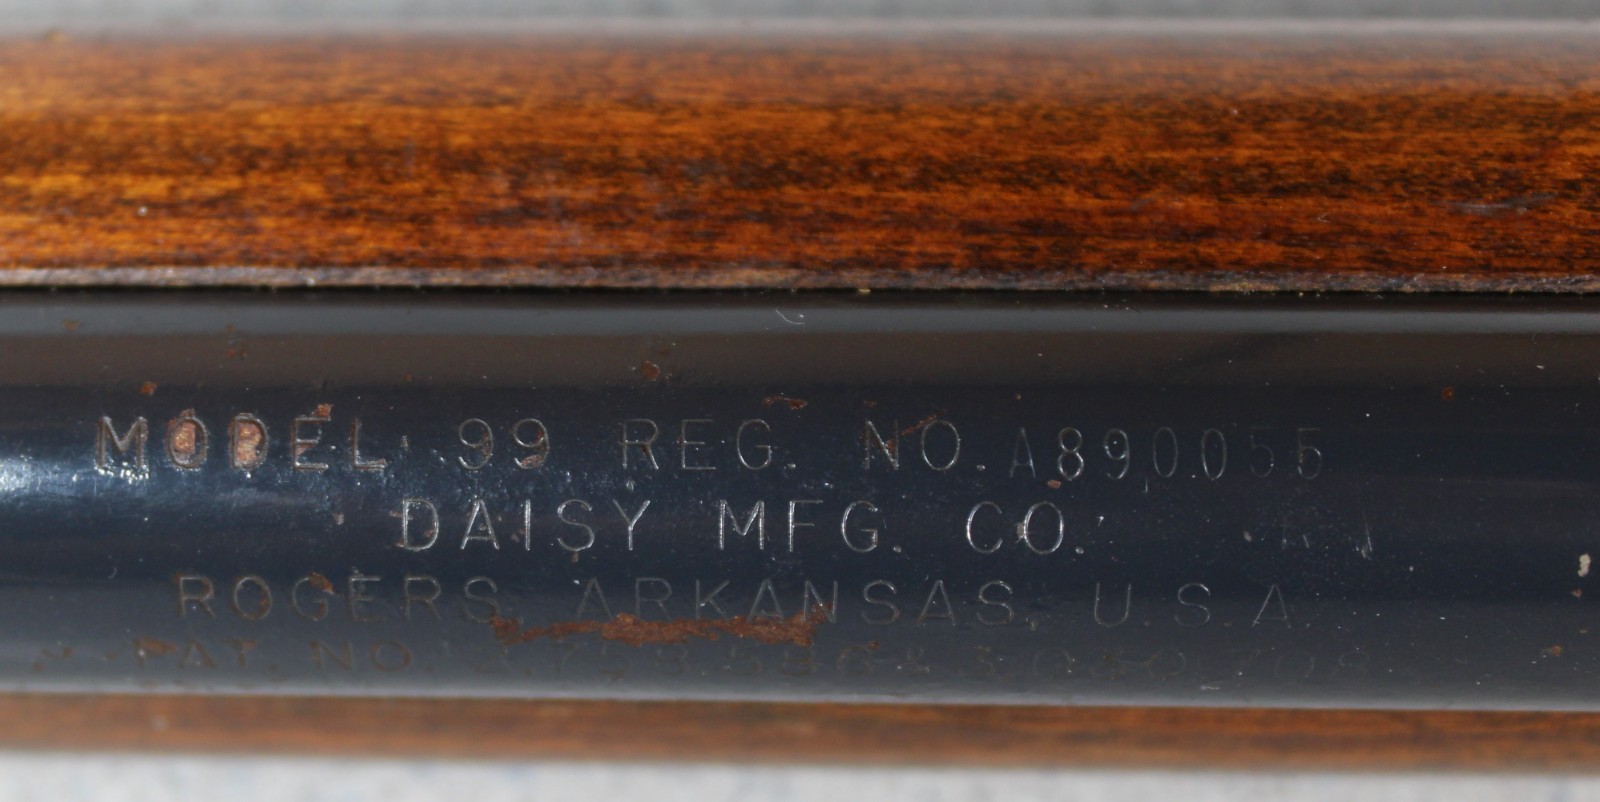 MODEL 99 REG. NO. A890055
DAISY MFG. CO.
ROGERS, ARKANSAS, U.S.A.
PAT. NO.